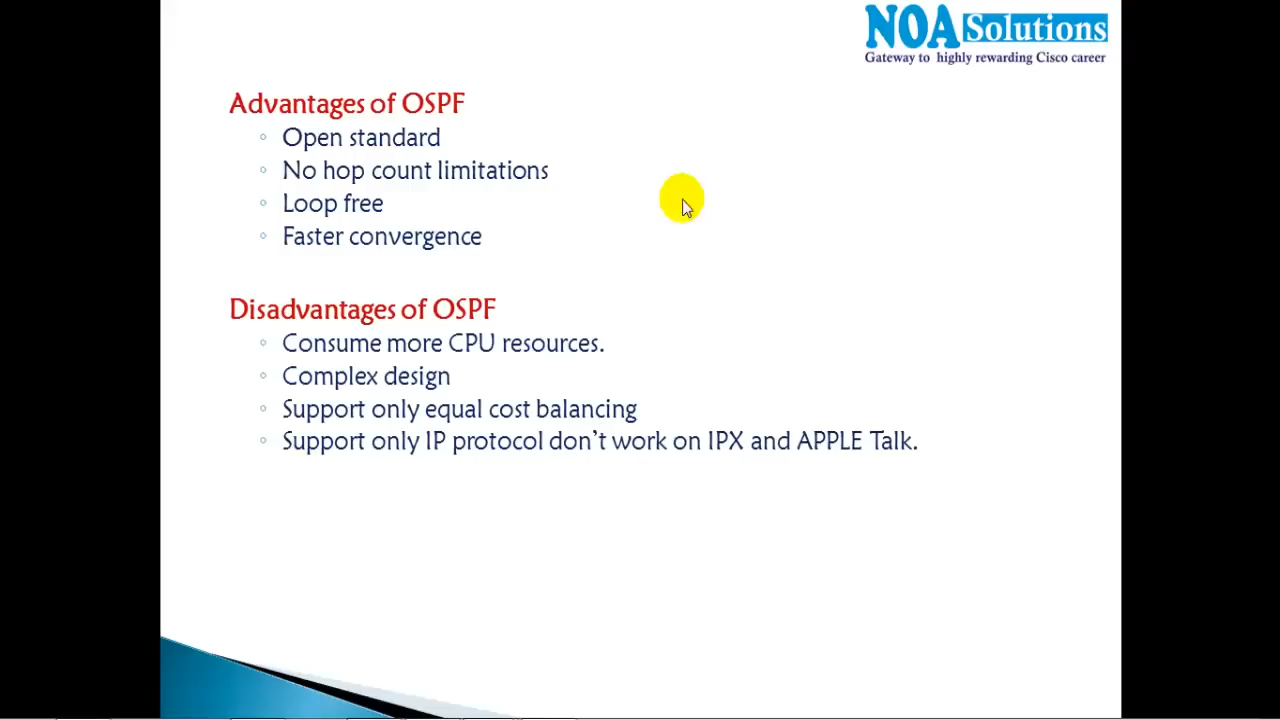 NOA Solutions
Gateway to highly rewarding Cisco career
Advantages of OSPF
◦ Open standard
◦ No hop count limitations
◦ Loop free
◦ Faster convergence
Disadvantages of OSPF
◦ Consume more CPU resources.
◦ Complex design
◦ Support only equal cost balancing
◦ Support only IP protocol don't work on IPX and APPLE Talk.